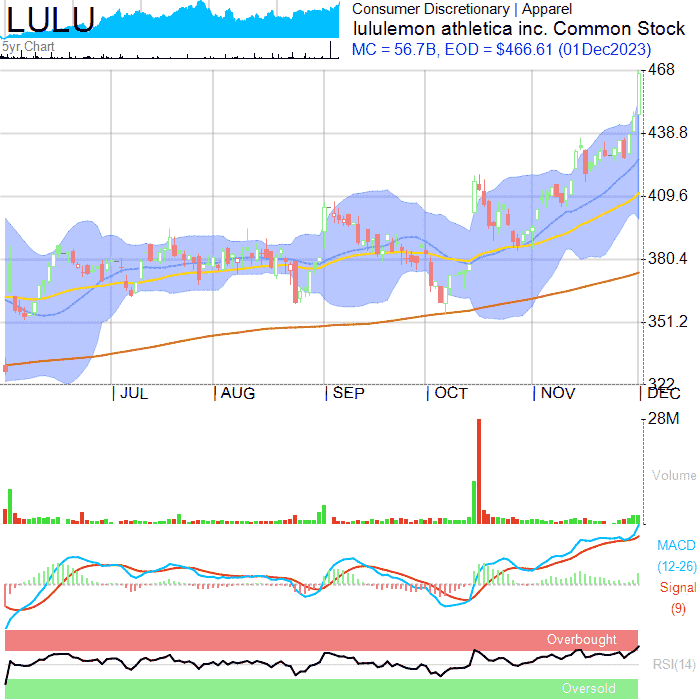 LULU
5yr.Chart
Consumer Discretionary | Apparel
lululemon athletica inc. Common Stock
MC = 56.7B, EOD = $466.61 (01Dec2023)
468
438.8
409.6
380.4
351.2
322
JUL
AUG
SEP
OCT
NOV
DEC
28M
Volume
MACD
(12-26)
Signal
(9)
Overbought
RSI(14)
Oversold